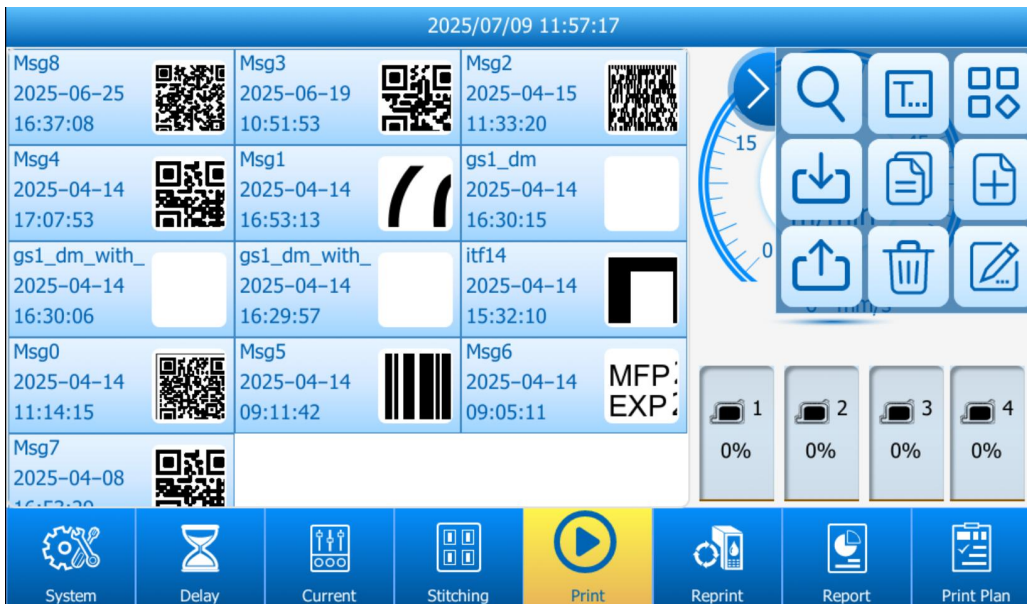 2025/07/09 11:57:17
Msg8
2025-06-25
16:37:08
Msg3
2025-06-19
10:51:53
Msg2
2025-04-15
11:33:20
Msg4
2025-04-14
17:07:53
Msg1
2025-04-14
16:53:13
gs1_dm
2025-04-14
16:30:15
gs1_dm_with_
2025-04-14
16:30:06
gs1_dm_with_
2025-04-14
16:29:57
itf14
2025-04-14
15:32:10
Msg0
2025-04-14
11:14:15
Msg5
2025-04-14
09:11:42
Msg6
2025-04-14
09:05:11
MFP:
EXP
Msg7
2025-04-08
T...
15
0
1
0%
2
0%
3
0%
4
0%
System
Delay
Current
Stitching
Print
Reprint
Report
Print Plan